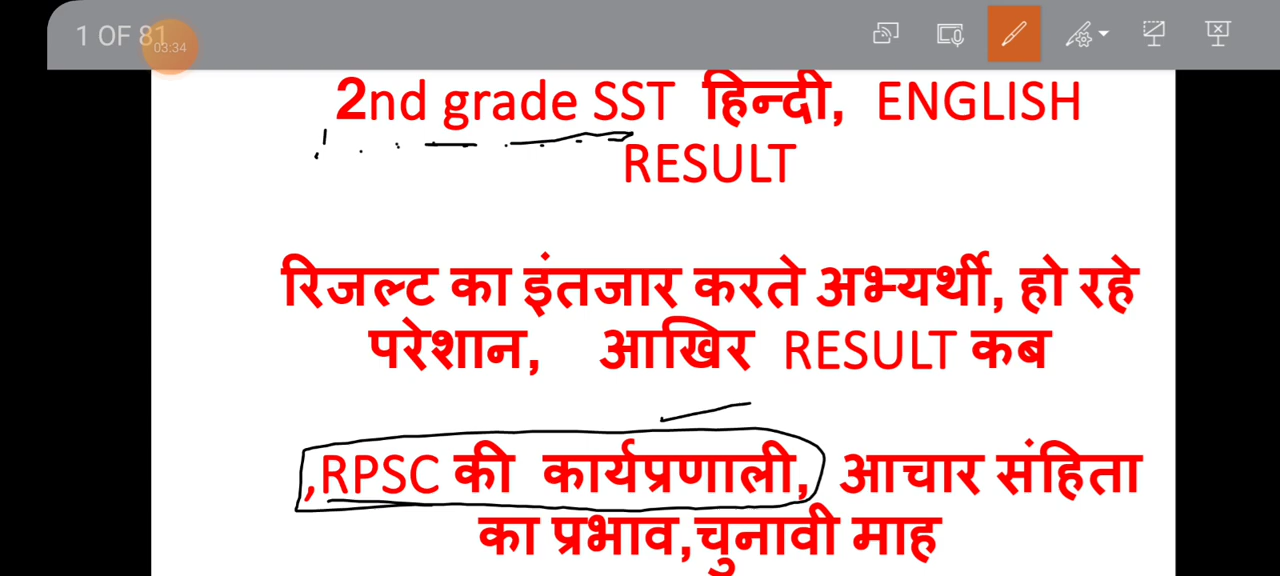 1 OF 81
03:34
2nd grade SST हिन्दी, ENGLISH
RESULT
रिजल्ट का इंतजार करते अभ्यर्थी, हो रहे
परेशान, आखिर RESULT कब
,RPSC की कार्यप्रणाली, आचार संहिता
का प्रभाव,चुनावी माह